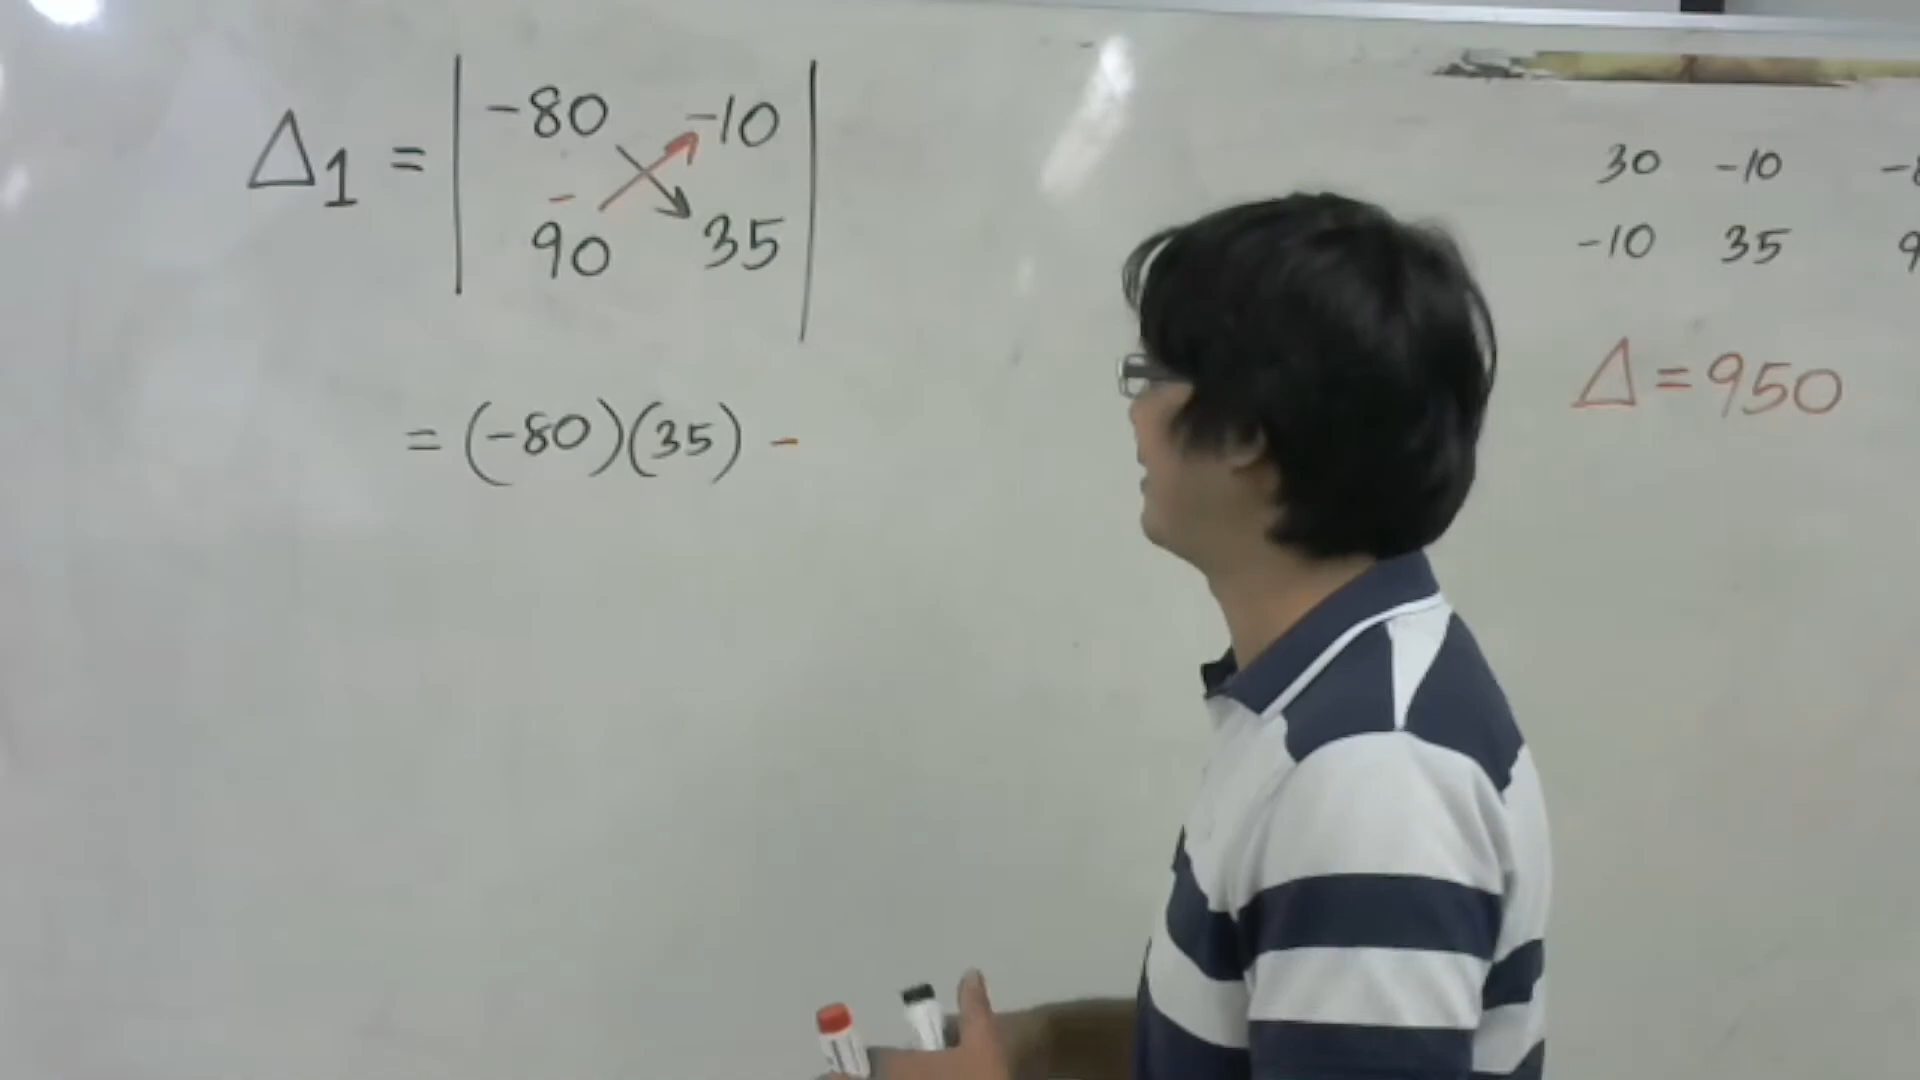 Δ1 = | -80 -10 |
| 90 35 |
= (-80)(35) -
30 -10
-10 35
Δ = 950